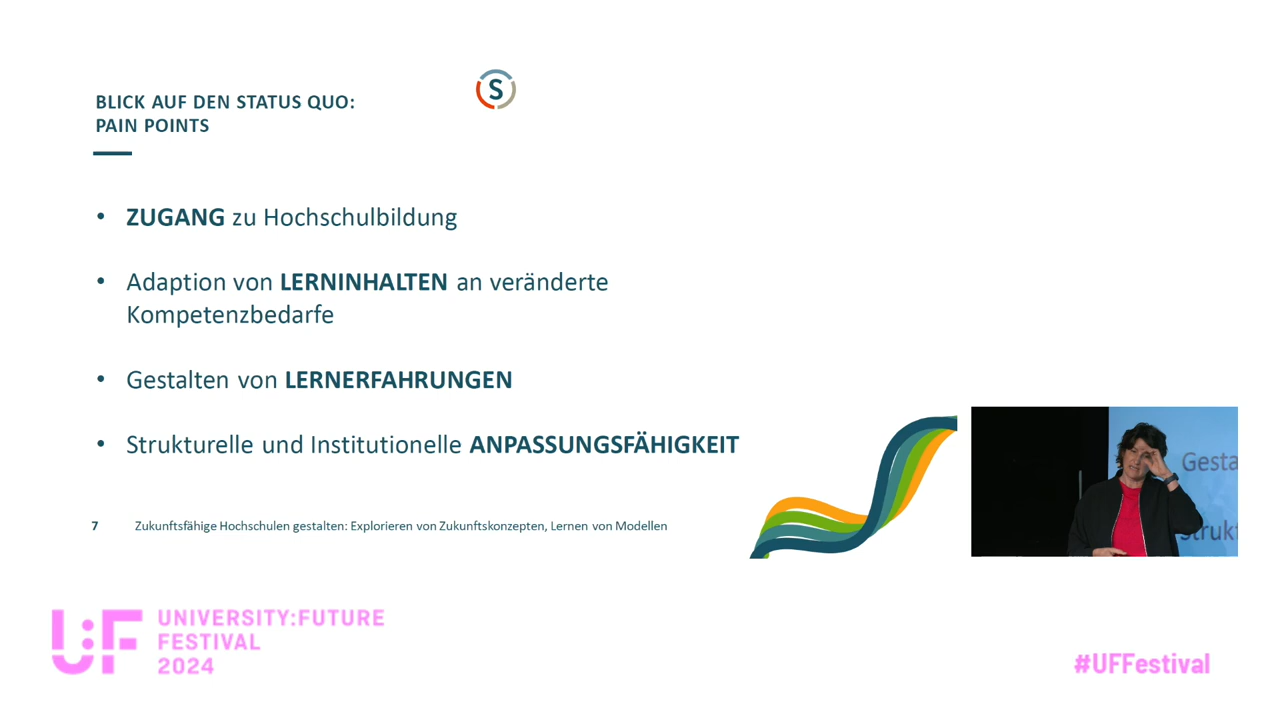 BLICK AUF DEN STATUS QUO:
PAIN POINTS
S
• ZUGANG zu Hochschulbildung
• Adaption von LERNINHALTEN an veränderte
Kompetenzbedarfe
• Gestalten von LERNERFAHRUNGEN
• Strukturelle und Institutionelle ANPASSUNGSFÄHIGKEIT
Gesta
Strukt
7 Zukunftsfähige Hochschulen gestalten: Explorieren von Zukunftskonzepten, Lernen von Modellen
U:F
UNIVERSITY:FUTURE
FESTIVAL
2024
#UFFestival